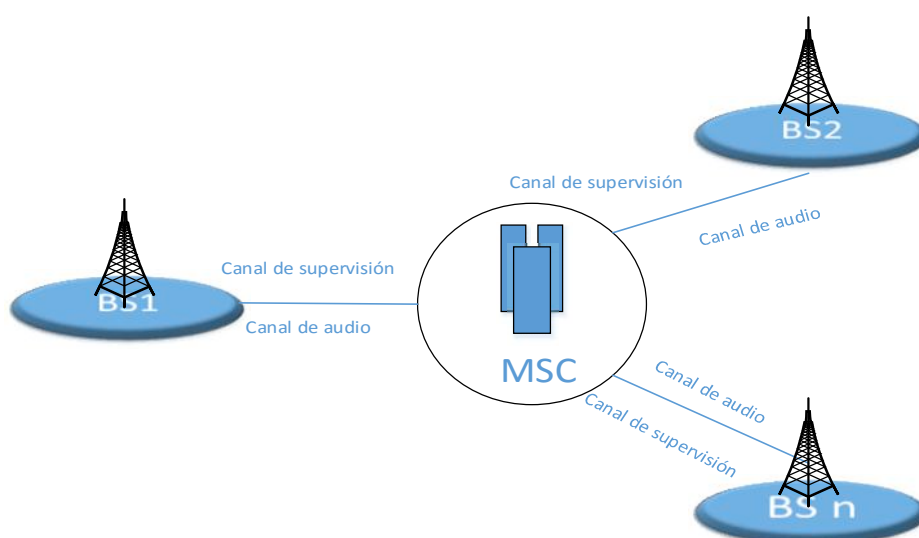 BS2
Canal de supervisión
Canal de audio
Canal de supervisión
BS1
Canal de audio
MSC
Canal de audio
Canal de supervisión
BS n